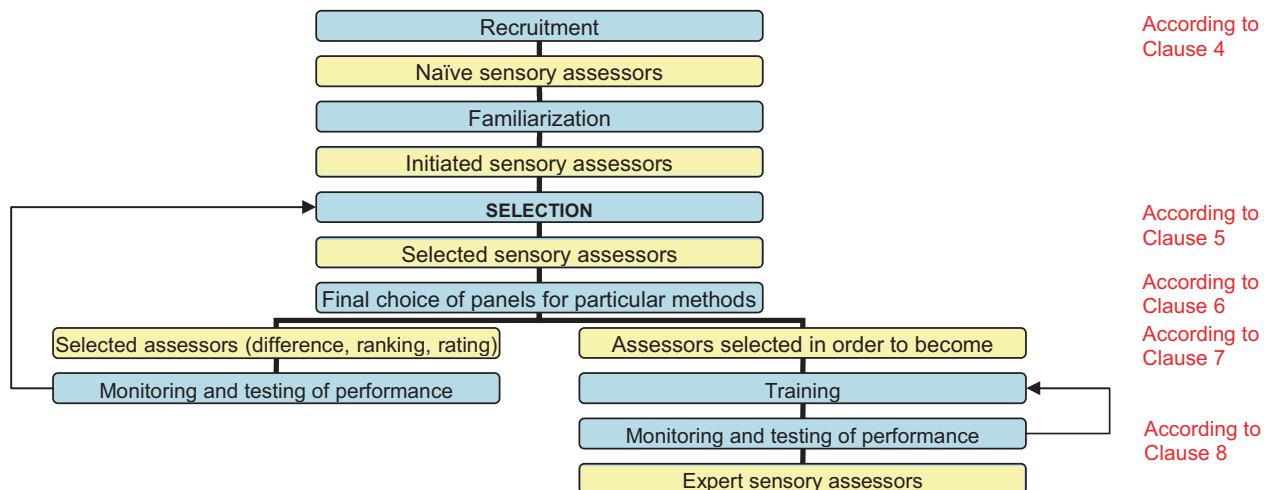 Recruitment
According to
Clause 4
Naïve sensory assessors
Familiarization
Initiated sensory assessors
SELECTION
According to
Clause 5
Selected sensory assessors
Final choice of panels for particular methods
According to
Clause 6
Selected assessors (difference, ranking, rating)
Assessors selected in order to become
According to
Clause 7
Monitoring and testing of performance
Training
Monitoring and testing of performance
According to
Clause 8
Expert sensory assessors